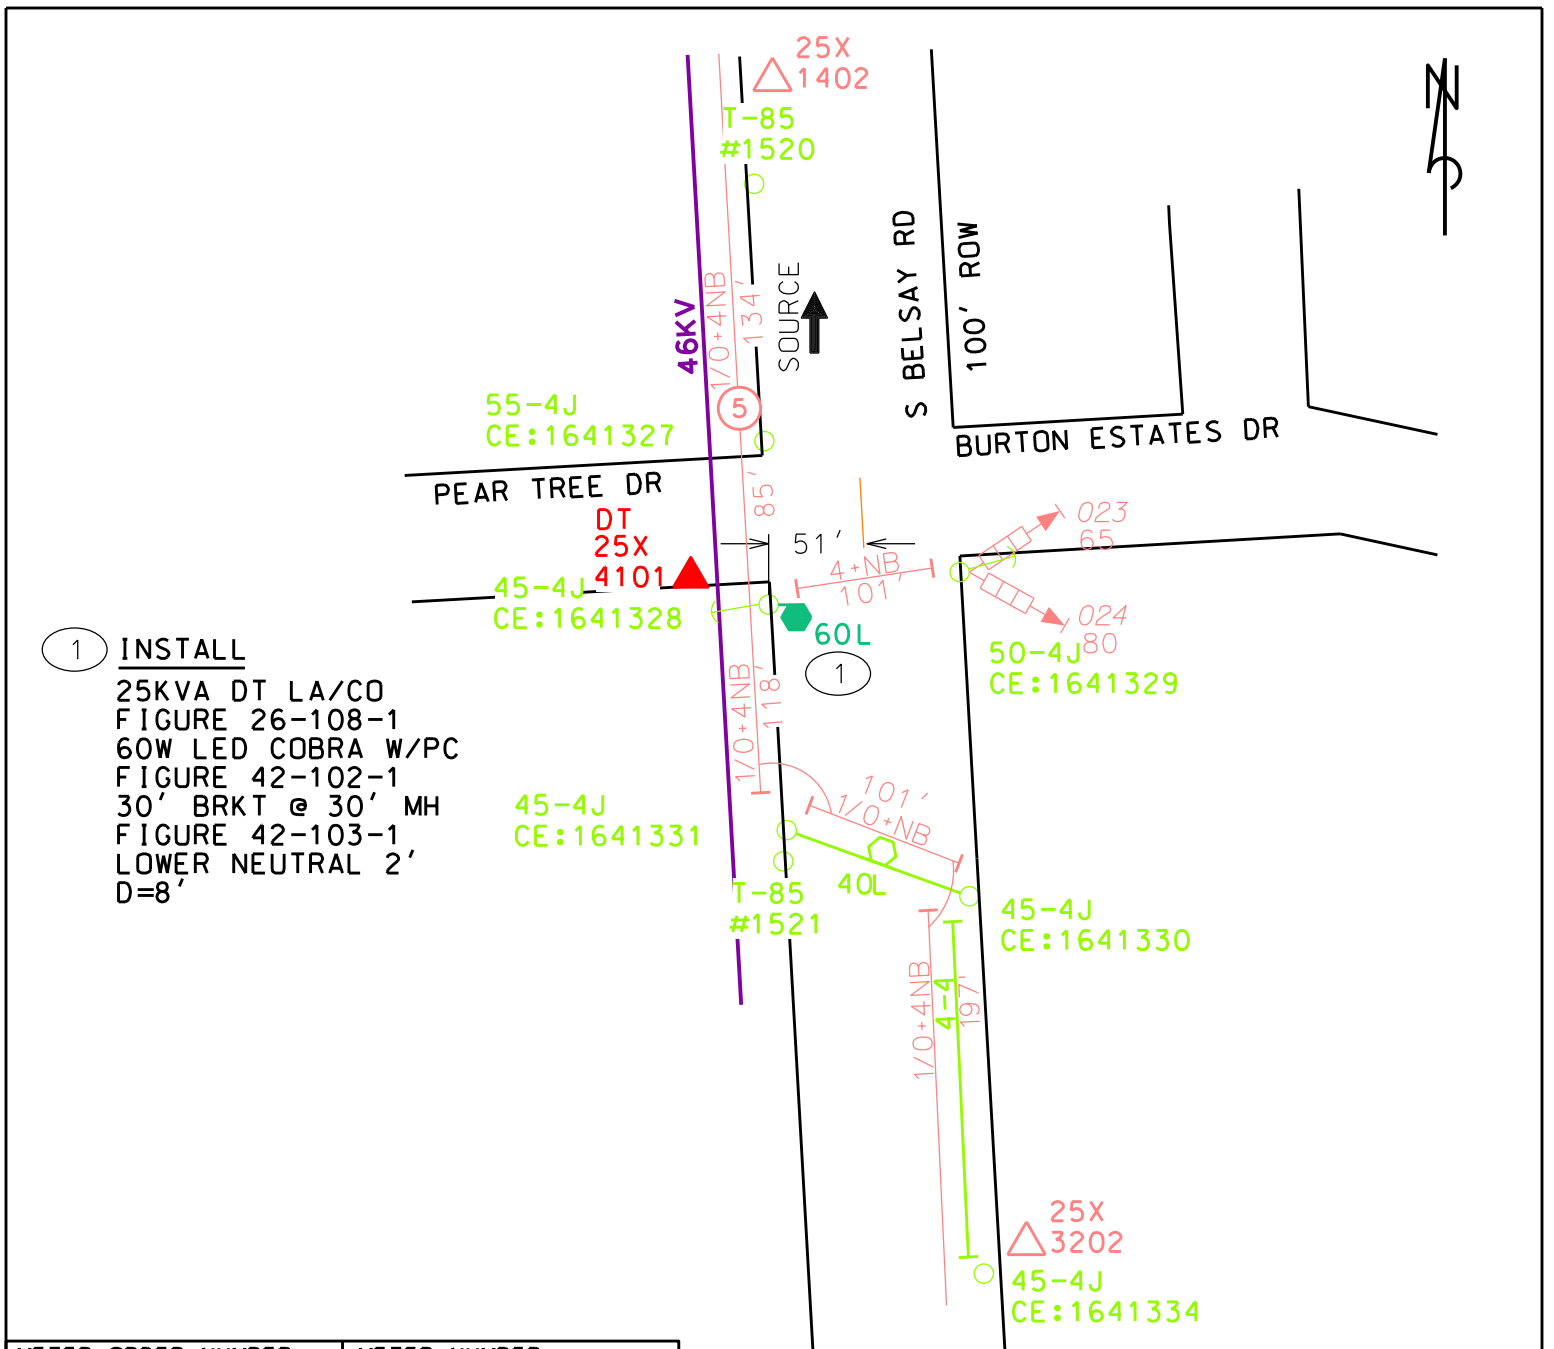 25X
1402
T-85
#1520
N
S BELSAY RD
100' ROW
SOURCE
46KV
1/0+4NB
134'
5
55-4J
CE:1641327
BURTON ESTATES DR
PEAR TREE DR
85'
DT
25X
4101
51'
4+NB
101'
023
65
024
80
45-4J
CE:1641328
60L
1
50-4J
CE:1641329
1 INSTALL
25KVA DT LA/CO
FIGURE 26-108-1
60W LED COBRA W/PC
FIGURE 42-102-1
30' BRKT @ 30' MH
FIGURE 42-103-1
LOWER NEUTRAL 2'
D=8'
1/0+4NB
118'
45-4J
CE:1641331
101'
1/0+NB
40L
T-85
#1521
45-4J
CE:1641330
1/0+4NB
4-4
197'
25X
3202
45-4J
CE:1641334